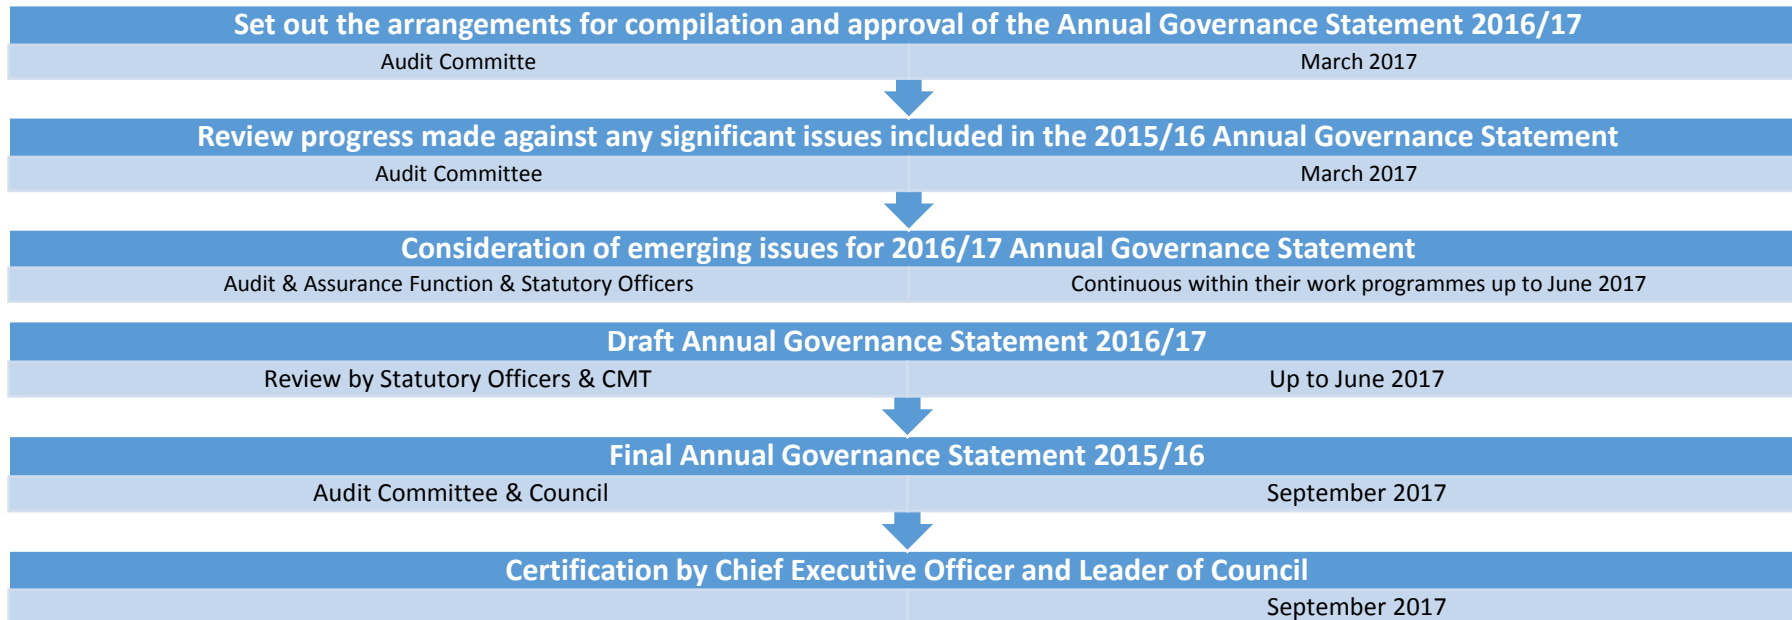 Set out the arrangements for compilation and approval of the Annual Governance Statement 2016/17
Audit Committe
March 2017
Review progress made against any significant issues included in the 2015/16 Annual Governance Statement
Audit Committee
March 2017
Consideration of emerging issues for 2016/17 Annual Governance Statement
Audit & Assurance Function & Statutory Officers
Continuous within their work programmes up to June 2017
Draft Annual Governance Statement 2016/17
Review by Statutory Officers & CMT
Up to June 2017
Final Annual Governance Statement 2015/16
Audit Committee & Council
September 2017
Certification by Chief Executive Officer and Leader of Council
September 2017